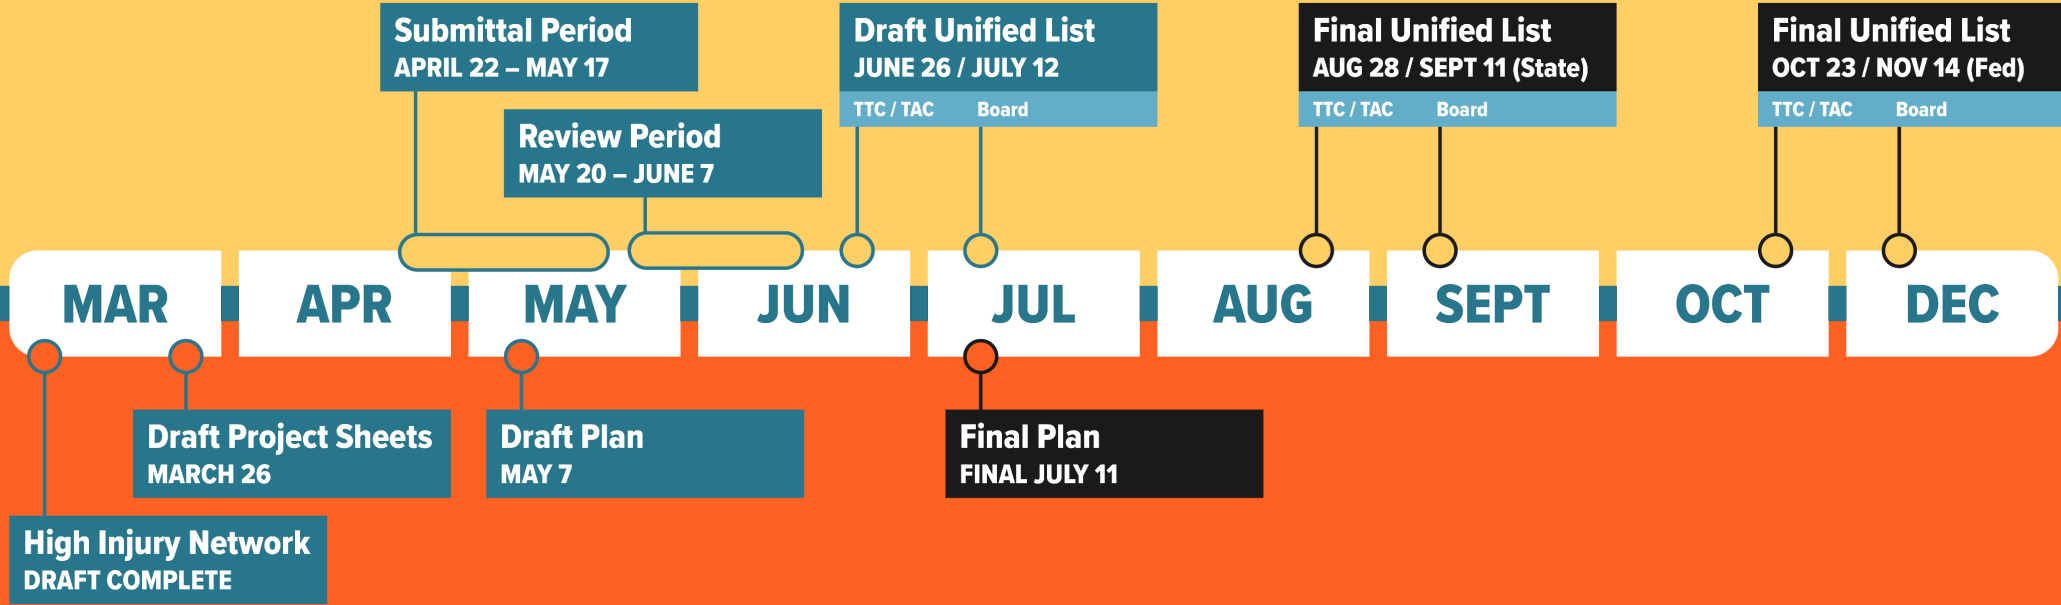 Submittal Period
APRIL 22 – MAY 17
Review Period
MAY 20 – JUNE 7
Draft Unified List
JUNE 26 / JULY 12
TTC / TAC Board
Final Unified List
AUG 28 / SEPT 11 (State)
TTC / TAC Board
Final Unified List
OCT 23 / NOV 14 (Fed)
TTC / TAC Board
MAR APR MAY JUN JUL AUG SEPT OCT DEC
Draft Project Sheets
MARCH 26
Draft Plan
MAY 7
Final Plan
FINAL JULY 11
High Injury Network
DRAFT COMPLETE